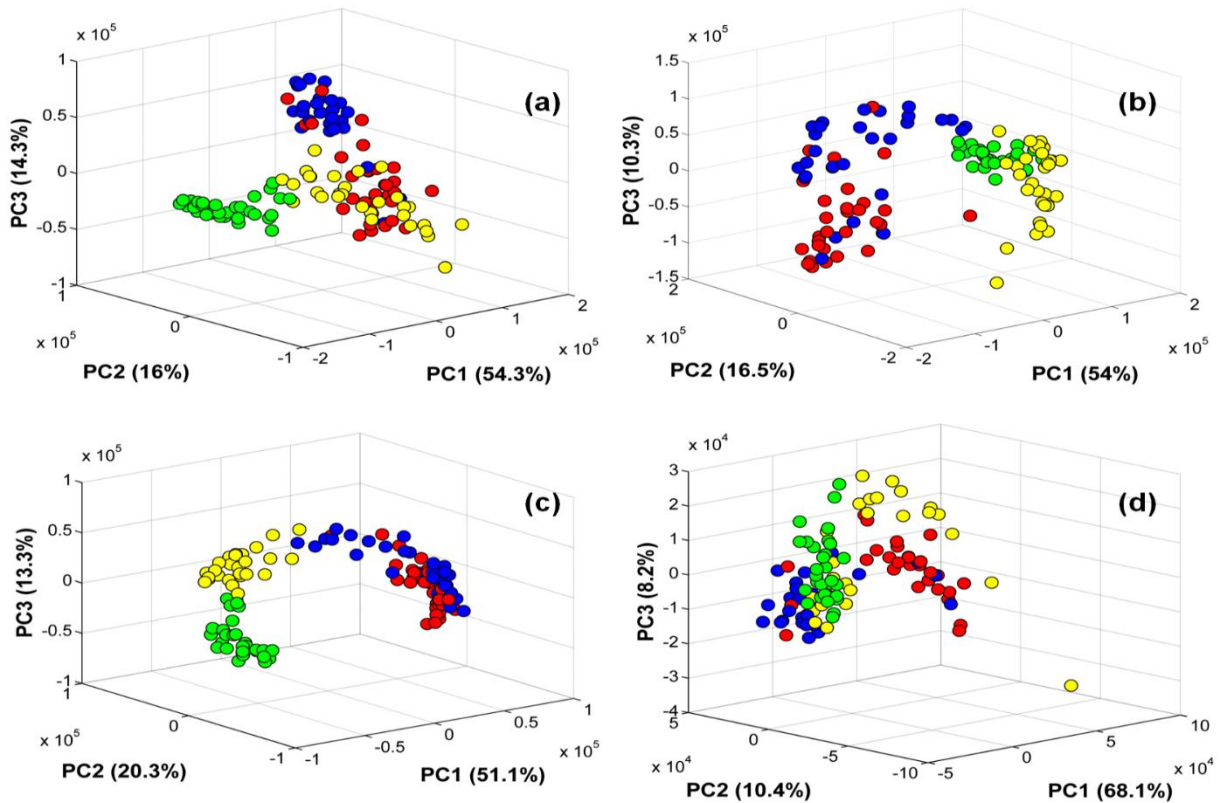 x 10^5
1
0.5
0
-0.5
-1
PC3 (14.3%)
(a)
1
0
-1
x 10^5
PC2 (16%)
-2
-1
0
1
2
x 10^5
PC1 (54.3%)
x 10^5
1.5
1
0.5
0
-0.5
-1
-1.5
PC3 (10.3%)
(b)
2
0
-2
x 10^5
PC2 (16.5%)
-2
-1
0
1
2
x 10^5
PC1 (54%)
x 10^5
1
0.5
0
-0.5
-1
PC3 (13.3%)
(c)
1
0
-1
x 10^5
PC2 (20.3%)
-1
-0.5
0
0.5
1
x 10^5
PC1 (51.1%)
x 10^4
3
2
1
0
-1
-2
-3
-4
PC3 (8.2%)
(d)
5
0
-5
-10
x 10^4
PC2 (10.4%)
-5
0
5
10
x 10^4
PC1 (68.1%)